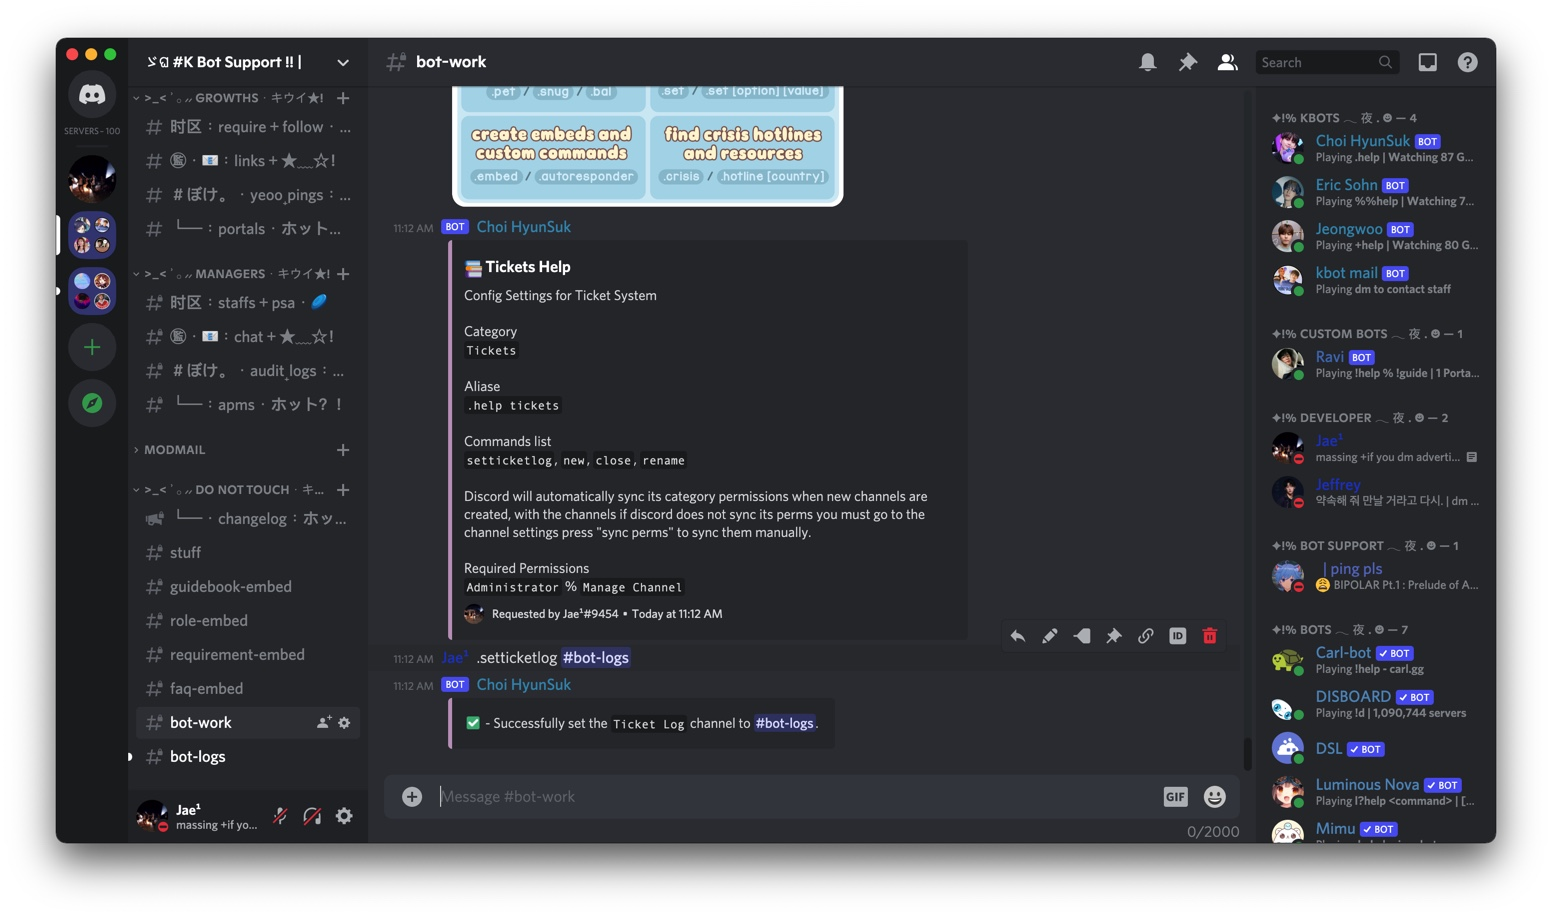 SERVERS - 100
#K Bot Support !! |
>_< GROWTHS · キウイ★!
时区 : require + follow · ...
links + ★﹏☆!
# ぼけ。 · yeoo pings : ...
└── : portals · ホット...
>_< MANAGERS · キウイ★!
时区 : staffs + psa ·
chat + ★﹏☆!
# ぼけ。 · audit logs : ...
└── : apms · ホット? !
MODMAIL
>_< DO NOT TOUCH · キ...
└── · changelog : ホッ...
stuff
guidebook-embed
role-embed
requirement-embed
faq-embed
bot-work
bot-logs
Jae¹
massing +if yo...
bot-work
Search
.pet / .snug / .bal
.set / .set [option] [value]
create embeds and
custom commands
.embed / .autoresponder
find crisis hotlines
and resources
.crisis / .hotline [country]
11:12 AM BOT Choi HyunSuk
Tickets Help
Config Settings for Ticket System
Category
Tickets
Aliase
.help tickets
Commands list
setticketlog, new, close, rename
Discord will automatically sync its category permissions when new channels are
created, with the channels if discord does not sync its perms you must go to the
channel settings press "sync perms" to sync them manually.
Required Permissions
Administrator % Manage Channel
Requested by Jae¹#9454 • Today at 11:12 AM
ID
11:12 AM Jae¹ .setticketlog #bot-logs
11:12 AM BOT Choi HyunSuk
✅ - Successfully set the Ticket Log channel to #bot-logs.
Message #bot-work
GIF
0/2000
✦!% KBOTS ︵ 夜 . ☻ — 4
Choi HyunSuk BOT
Playing .help | Watching 87 G...
Eric Sohn BOT
Playing %%help | Watching 7...
Jeongwoo BOT
Playing +help | Watching 80 G...
kbot mail BOT
Playing dm to contact staff
✦!% CUSTOM BOTS ︵ 夜 . ☻ — 1
Ravi BOT
Playing !help % !guide | 1 Porta...
✦!% DEVELOPER ︵ 夜 . ☻ — 2
Jae¹
massing +if you dm adverti...
Jeffrey
약속해 줘 만날 거라고 다시. | dm ...
✦!% BOT SUPPORT ︵ 夜 . ☻ — 1
| ping pls
😩 BIPOLAR Pt.1 : Prelude of A...
✦!% BOTS ︵ 夜 . ☻ — 7
Carl-bot ✓ BOT
Playing !help - carl.gg
DISBOARD ✓ BOT
Playing !d | 1,090,744 servers
DSL ✓ BOT
Luminous Nova ✓ BOT
Playing l?help <command> | [...
Mimu ✓ BOT